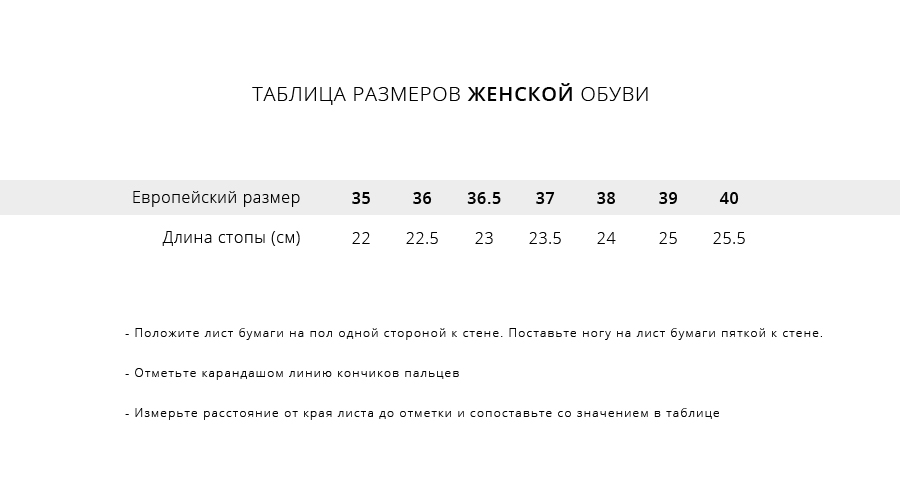 ТАБЛИЦА РАЗМЕРОВ ЖЕНСКОЙ ОБУВИ
Европейский размер 35 36 36.5 37 38 39 40
Длина стопы (см) 22 22.5 23 23.5 24 25 25.5
- Положите лист бумаги на пол одной стороной к стене. Поставьте ногу на лист бумаги пяткой к стене.
- Отметьте карандашом линию кончиков пальцев
- Измерьте расстояние от края листа до отметки и сопоставьте со значением в таблице